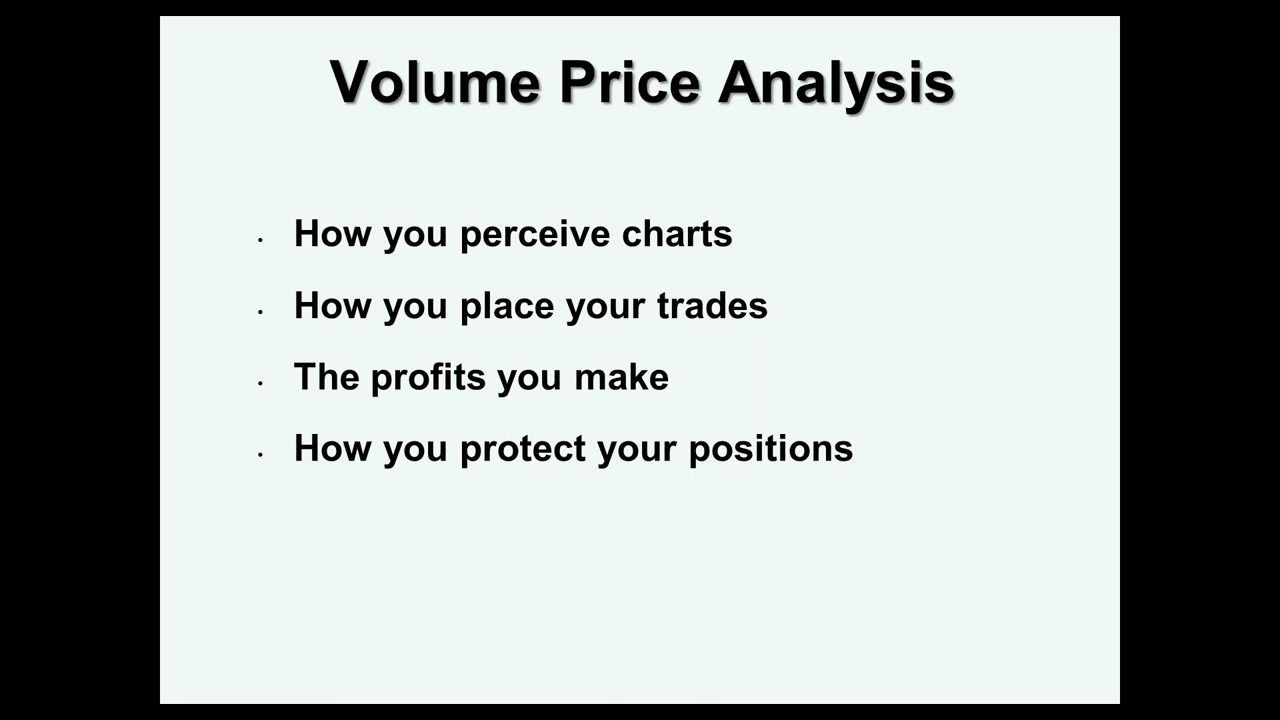 Volume Price Analysis
• How you perceive charts
• How you place your trades
• The profits you make
• How you protect your positions